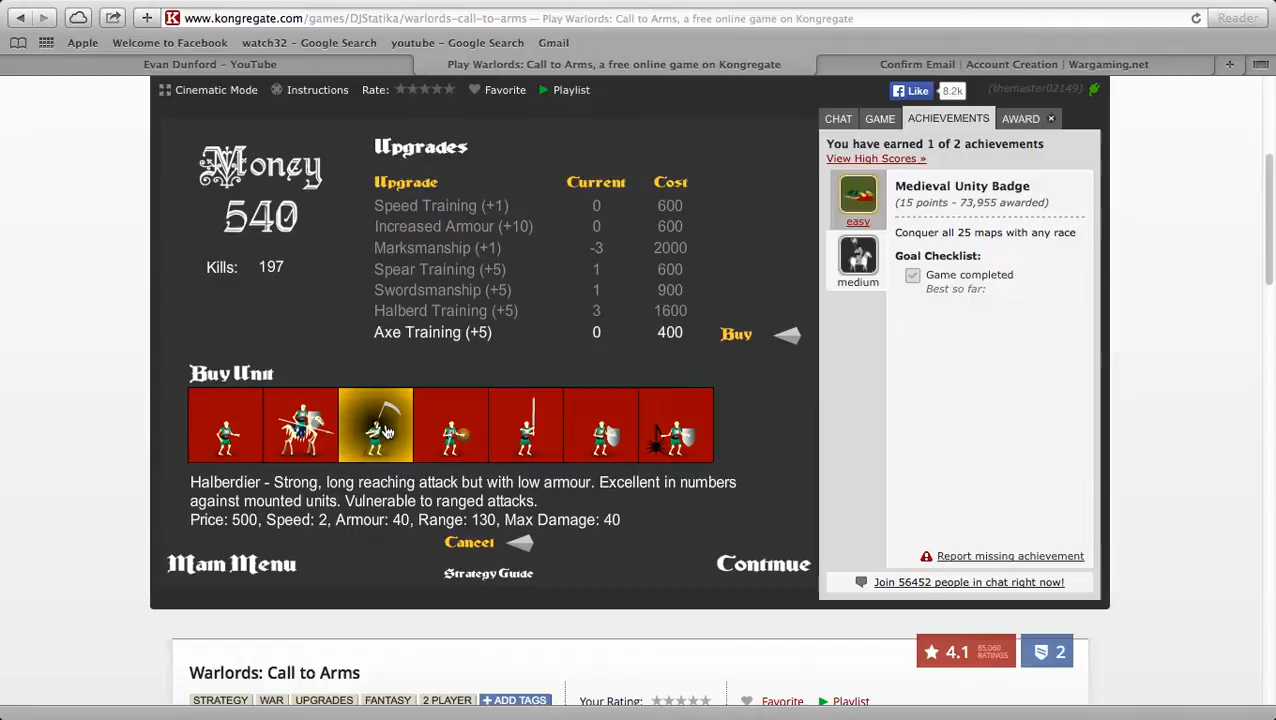 www.kongregate.com/games/DJStatika/warlords-call-to-arms — Play Warlords: Call to Arms, a free online game on Kongregate
Reader
Apple Welcome to Facebook watch32 - Google Search youtube - Google Search Gmail
Evan Dunford - YouTube Play Warlords: Call to Arms, a free online game on Kongregate Confirm Email | Account Creation | Wargaming.net
Cinematic Mode Instructions Rate: Favorite Playlist Like 8.2k (themaster02149)
CHAT GAME ACHIEVEMENTS AWARD
You have earned 1 of 2 achievements
View High Scores »
easy
medium
Medieval Unity Badge
(15 points - 73,955 awarded)
Conquer all 25 maps with any race
Goal Checklist:
Game completed
Best so far:
Report missing achievement
Join 56452 people in chat right now!
Money
540
Kills: 197
Upgrades
Upgrade Current Cost
Speed Training (+1) 0 600
Increased Armour (+10) 0 600
Marksmanship (+1) -3 2000
Spear Training (+5) 1 600
Swordsmanship (+5) 1 900
Halberd Training (+5) 3 1600
Axe Training (+5) 0 400 Buy
Buy Unit
Halberdier - Strong, long reaching attack but with low armour. Excellent in numbers
against mounted units. Vulnerable to ranged attacks.
Price: 500, Speed: 2, Armour: 40, Range: 130, Max Damage: 40
Cancel
Main Menu Strategy Guide Continue
4.1 85,060 RATINGS 2
Warlords: Call to Arms
STRATEGY WAR UPGRADES FANTASY 2 PLAYER + ADD TAGS Your Rating: Favorite Playlist